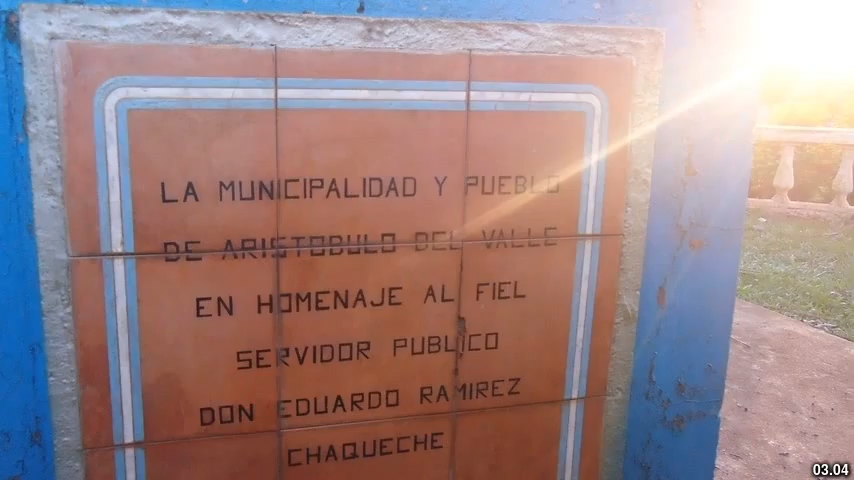 LA MUNICIPALIDAD Y PUEBLO
DE ARISTOBULO DEL VALLE
EN HOMENAJE AL FIEL
SERVIDOR PUBLICO
DON EDUARDO RAMIREZ
CHAQUECHE
03.04